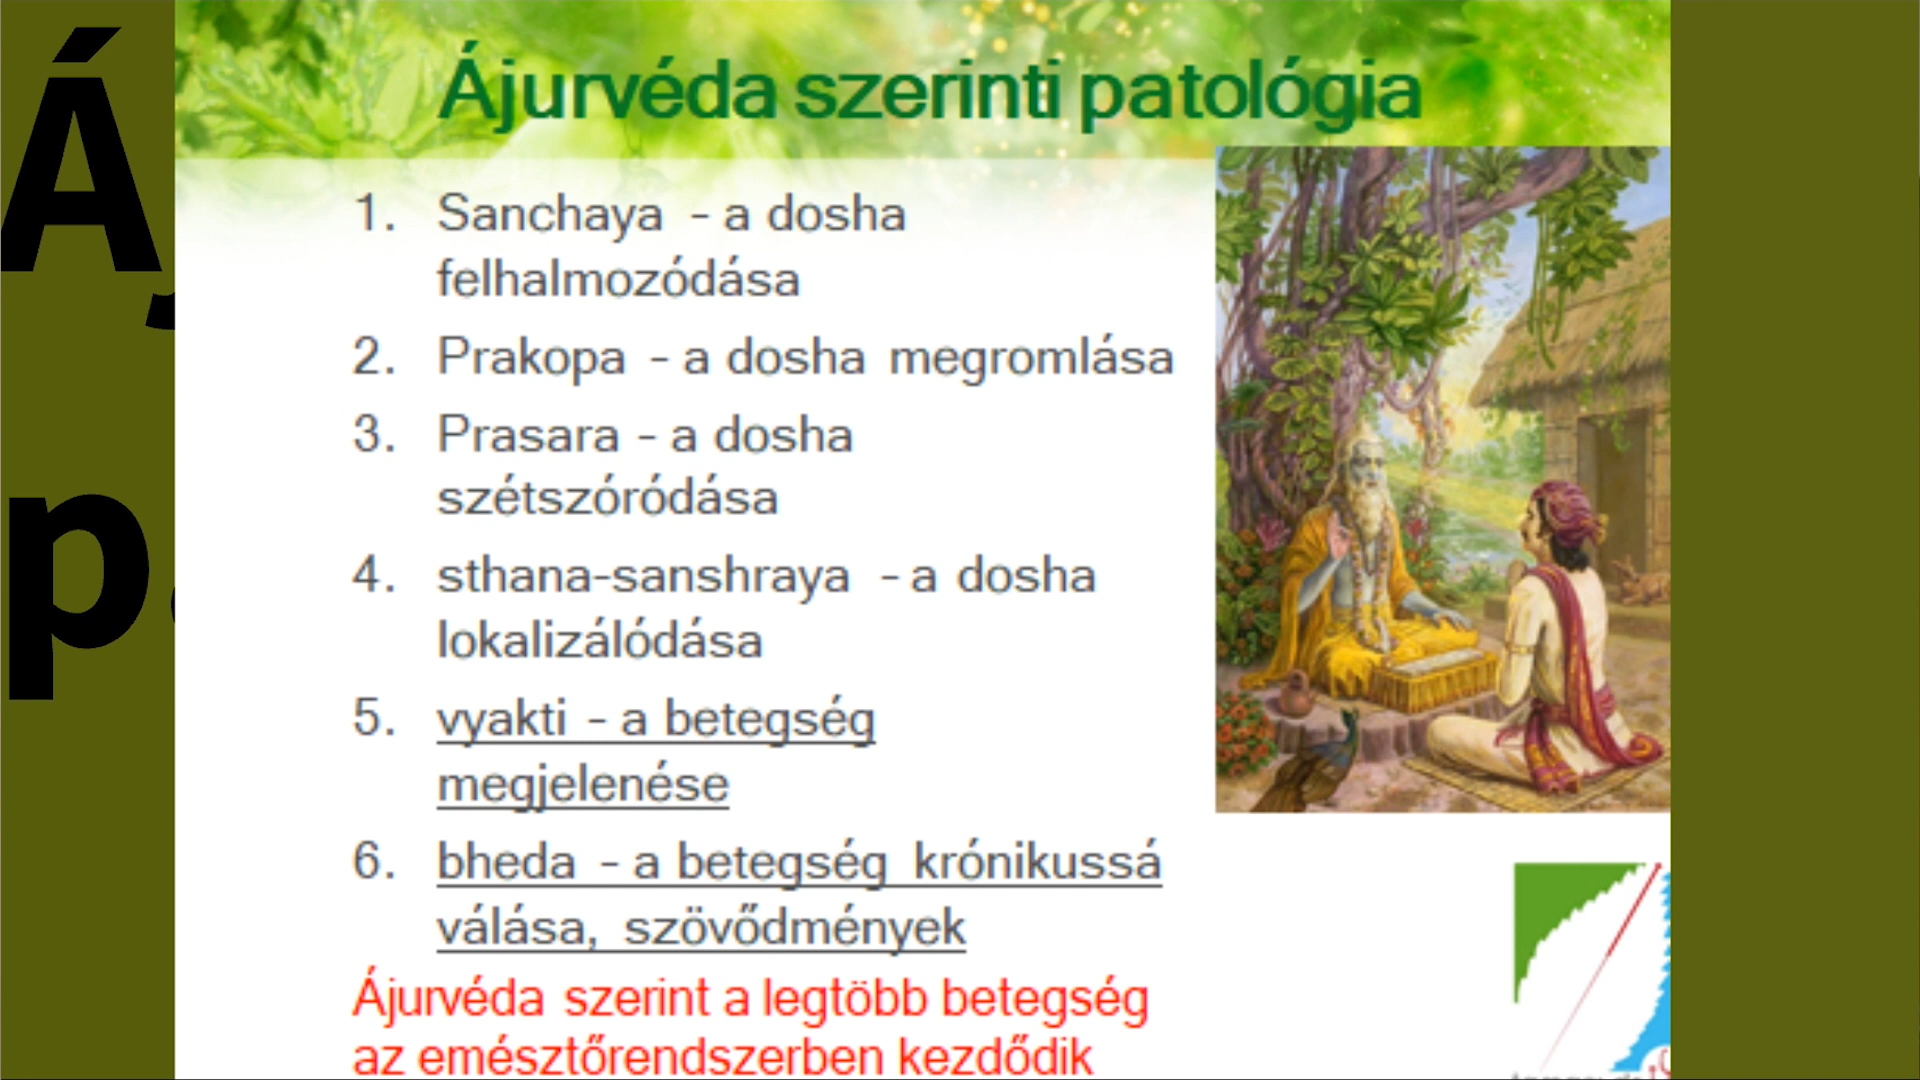 Ájurvéda szerinti patológia
1. Sanchaya - a dosha
felhalmozódása
2. Prakopa - a dosha megromlása
3. Prasara - a dosha
szétszóródása
4. sthana-sanshraya - a dosha
lokalizálódása
5. vyakti - a betegség
megjelenése
6. bheda - a betegség krónikussá
válása, szövődmények
Ájurvéda szerint a legtöbb betegség
az emésztőrendszerben kezdődik